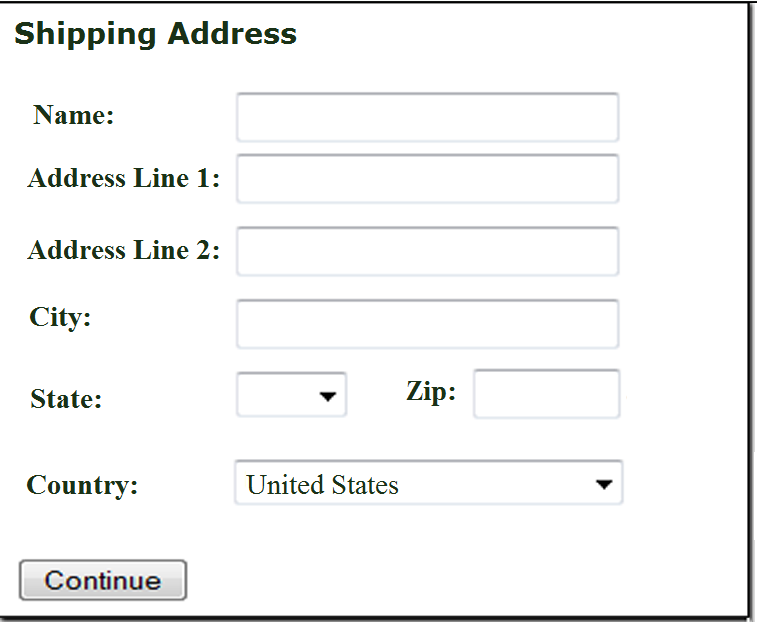 Shipping Address
Name:
Address Line 1:
Address Line 2:
City:
State: Zip:
Country: United States
Continue